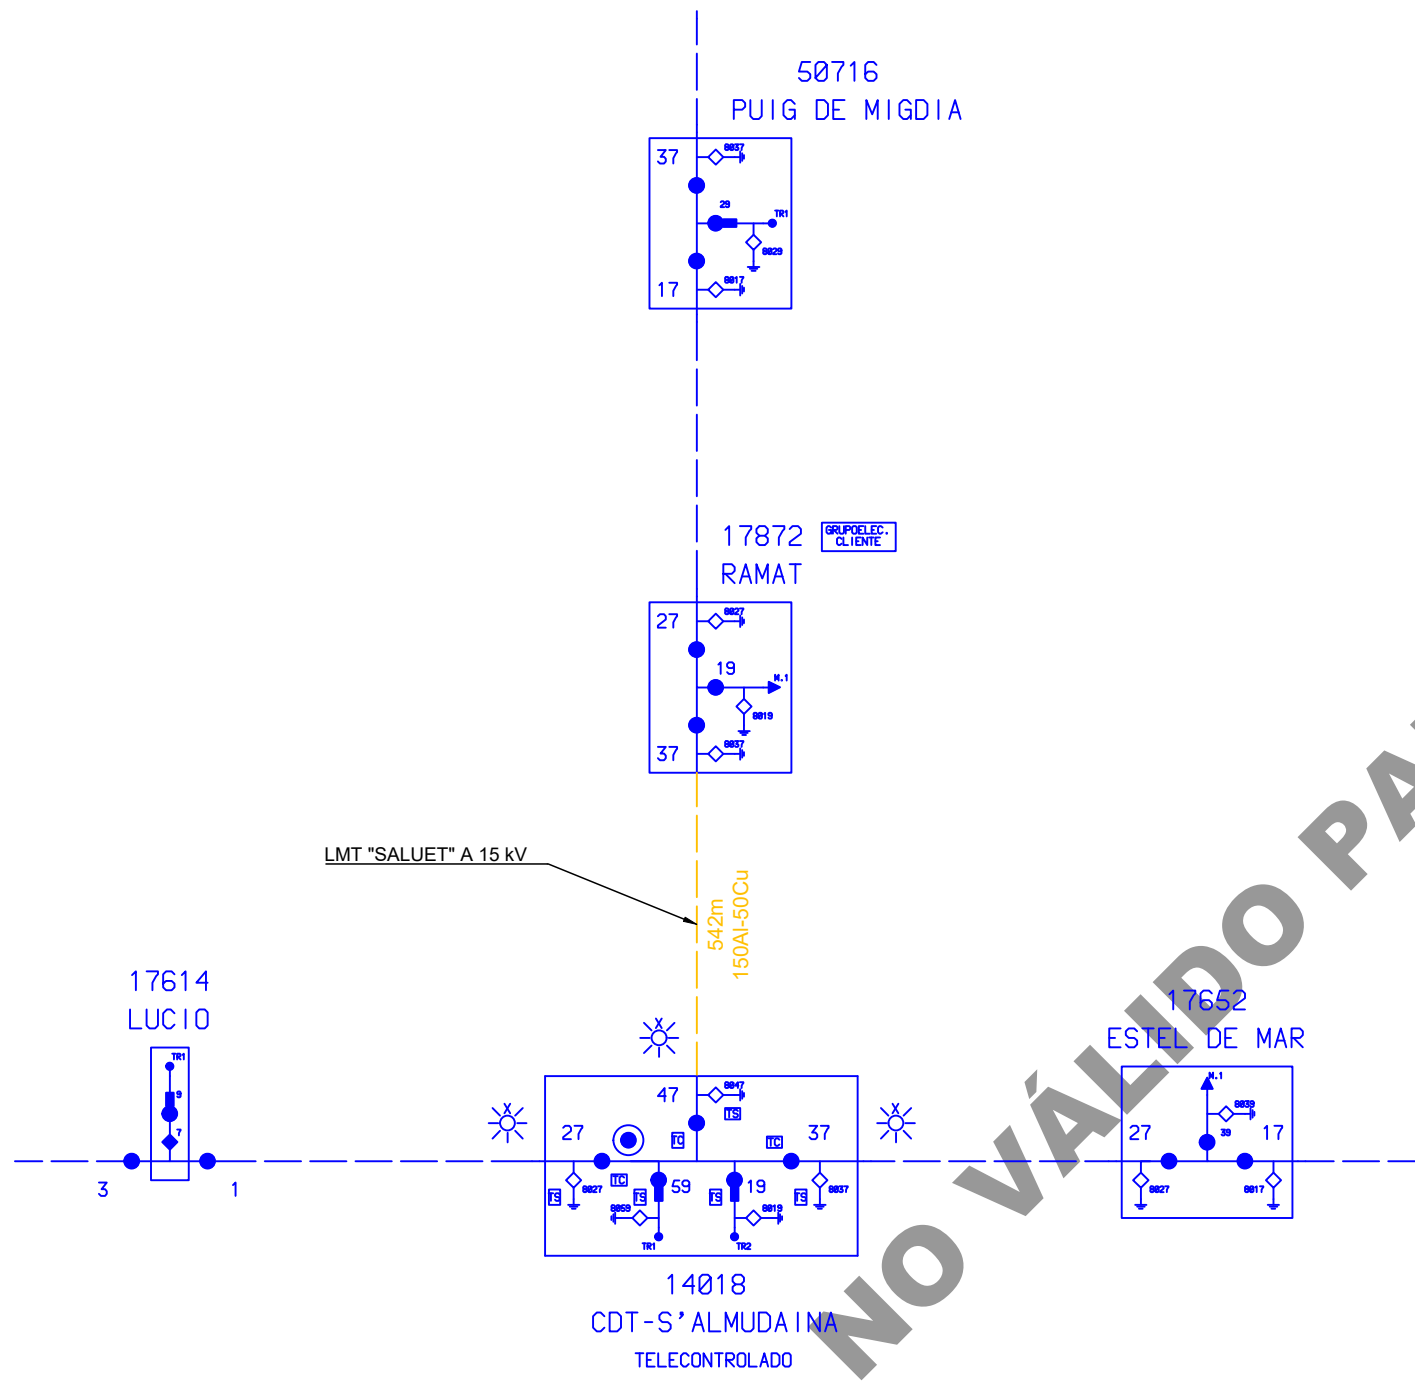 50716
PUIG DE MIGDIA
37
8037
29
TR1
8029
17
8017
17872
GRUPOELEC.
CLIENTE
RAMAT
27
8027
19
M.1
8019
37
8037
LMT "SALUET" A 15 kV
542m
150Al-50Cu
17614
LUCIO
TR1
9
7
3
1
X
X
X
47
8047
TS
27
TC
TC
37
TC
TS
8027
TS
59
TS
19
TS
8037
8059
8019
TR1
TR2
14018
CDT-S'ALMUDAINA
TELECONTROLADO
17652
ESTEL DE MAR
M.1
8039
27
39
17
8027
8017
NO VÁLIDO PA